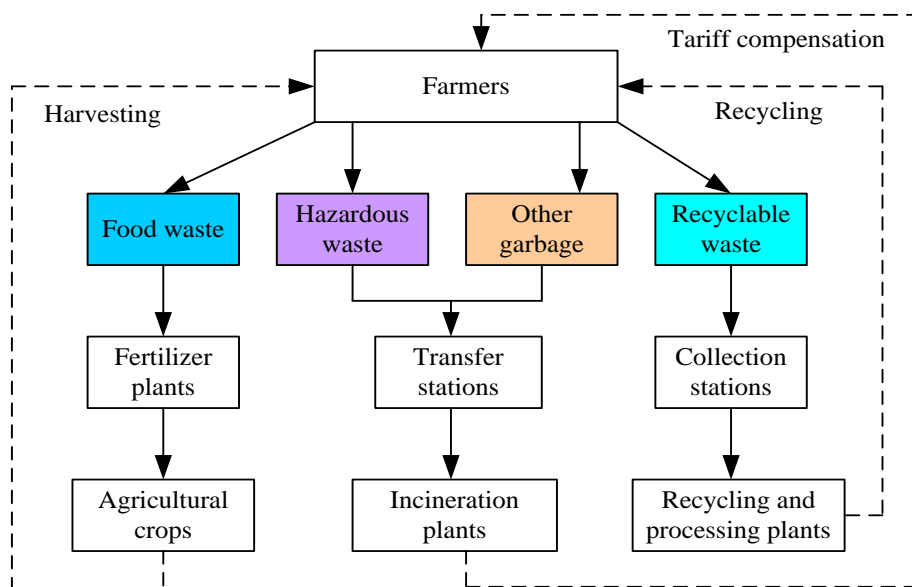 Tariff compensation
Farmers
Harvesting
Recycling
Food waste
Hazardous
waste
Other
garbage
Recyclable
waste
Fertilizer
plants
Transfer
stations
Collection
stations
Agricultural
crops
Incineration
plants
Recycling and
processing plants